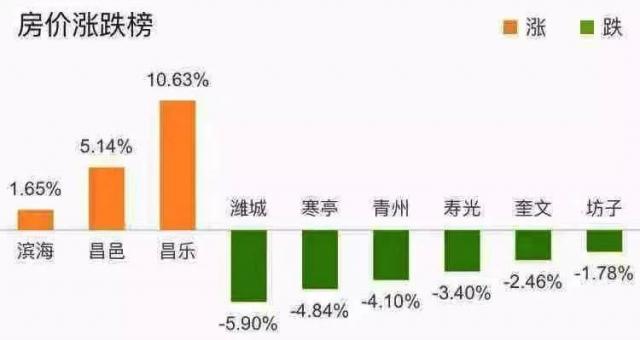 房价涨跌榜
涨 跌
10.63%
5.14%
1.65%
潍城 寒亭 青州 寿光 奎文 坊子
滨海 昌邑 昌乐
-1.78%
-2.46%
-3.40%
-4.10%
-4.84%
-5.90%